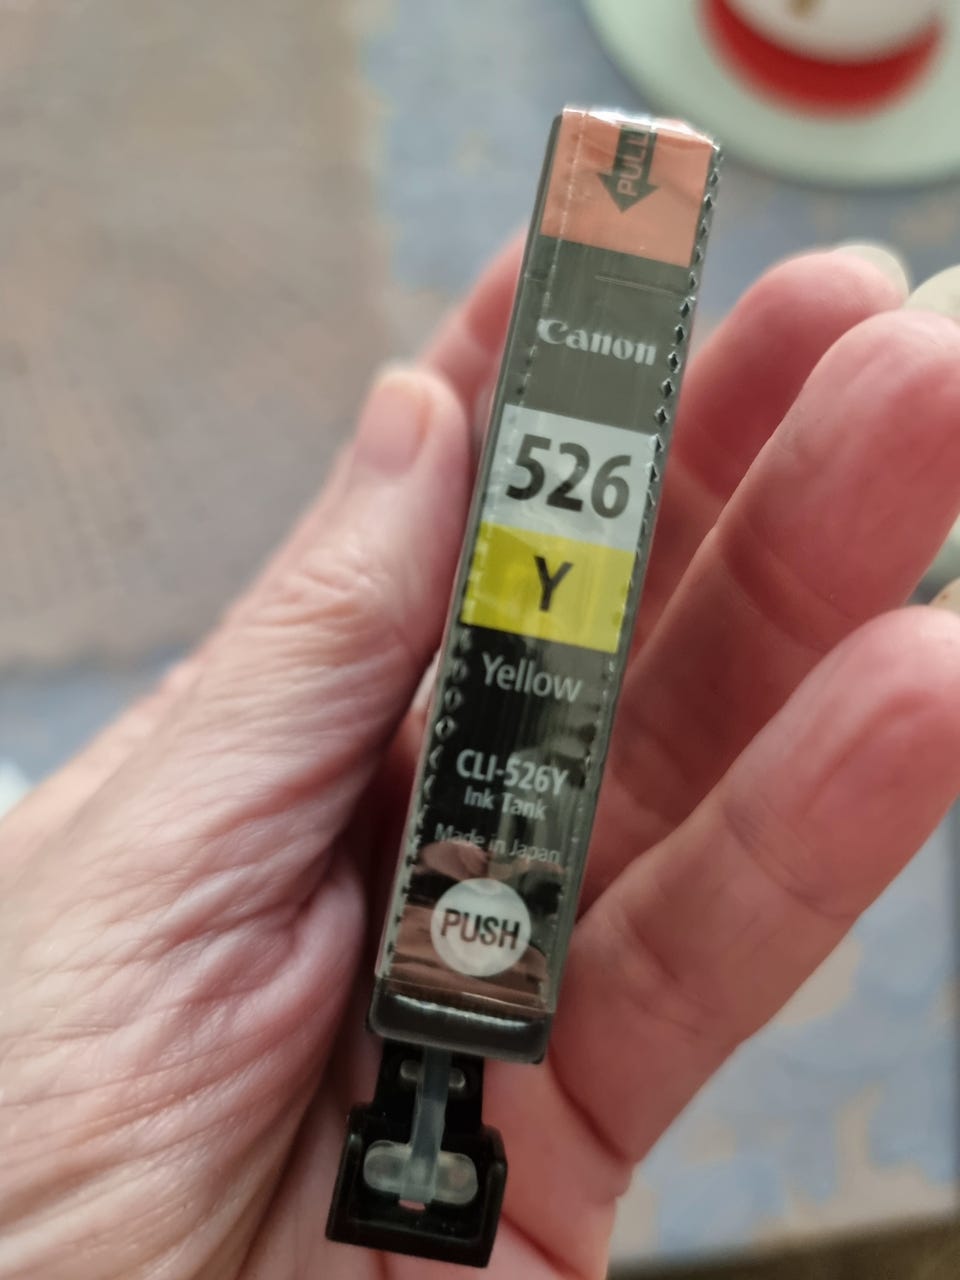 PULL
Canon
526
Y
Yellow
CLI-526Y
Ink Tank
Made in Japan
PUSH